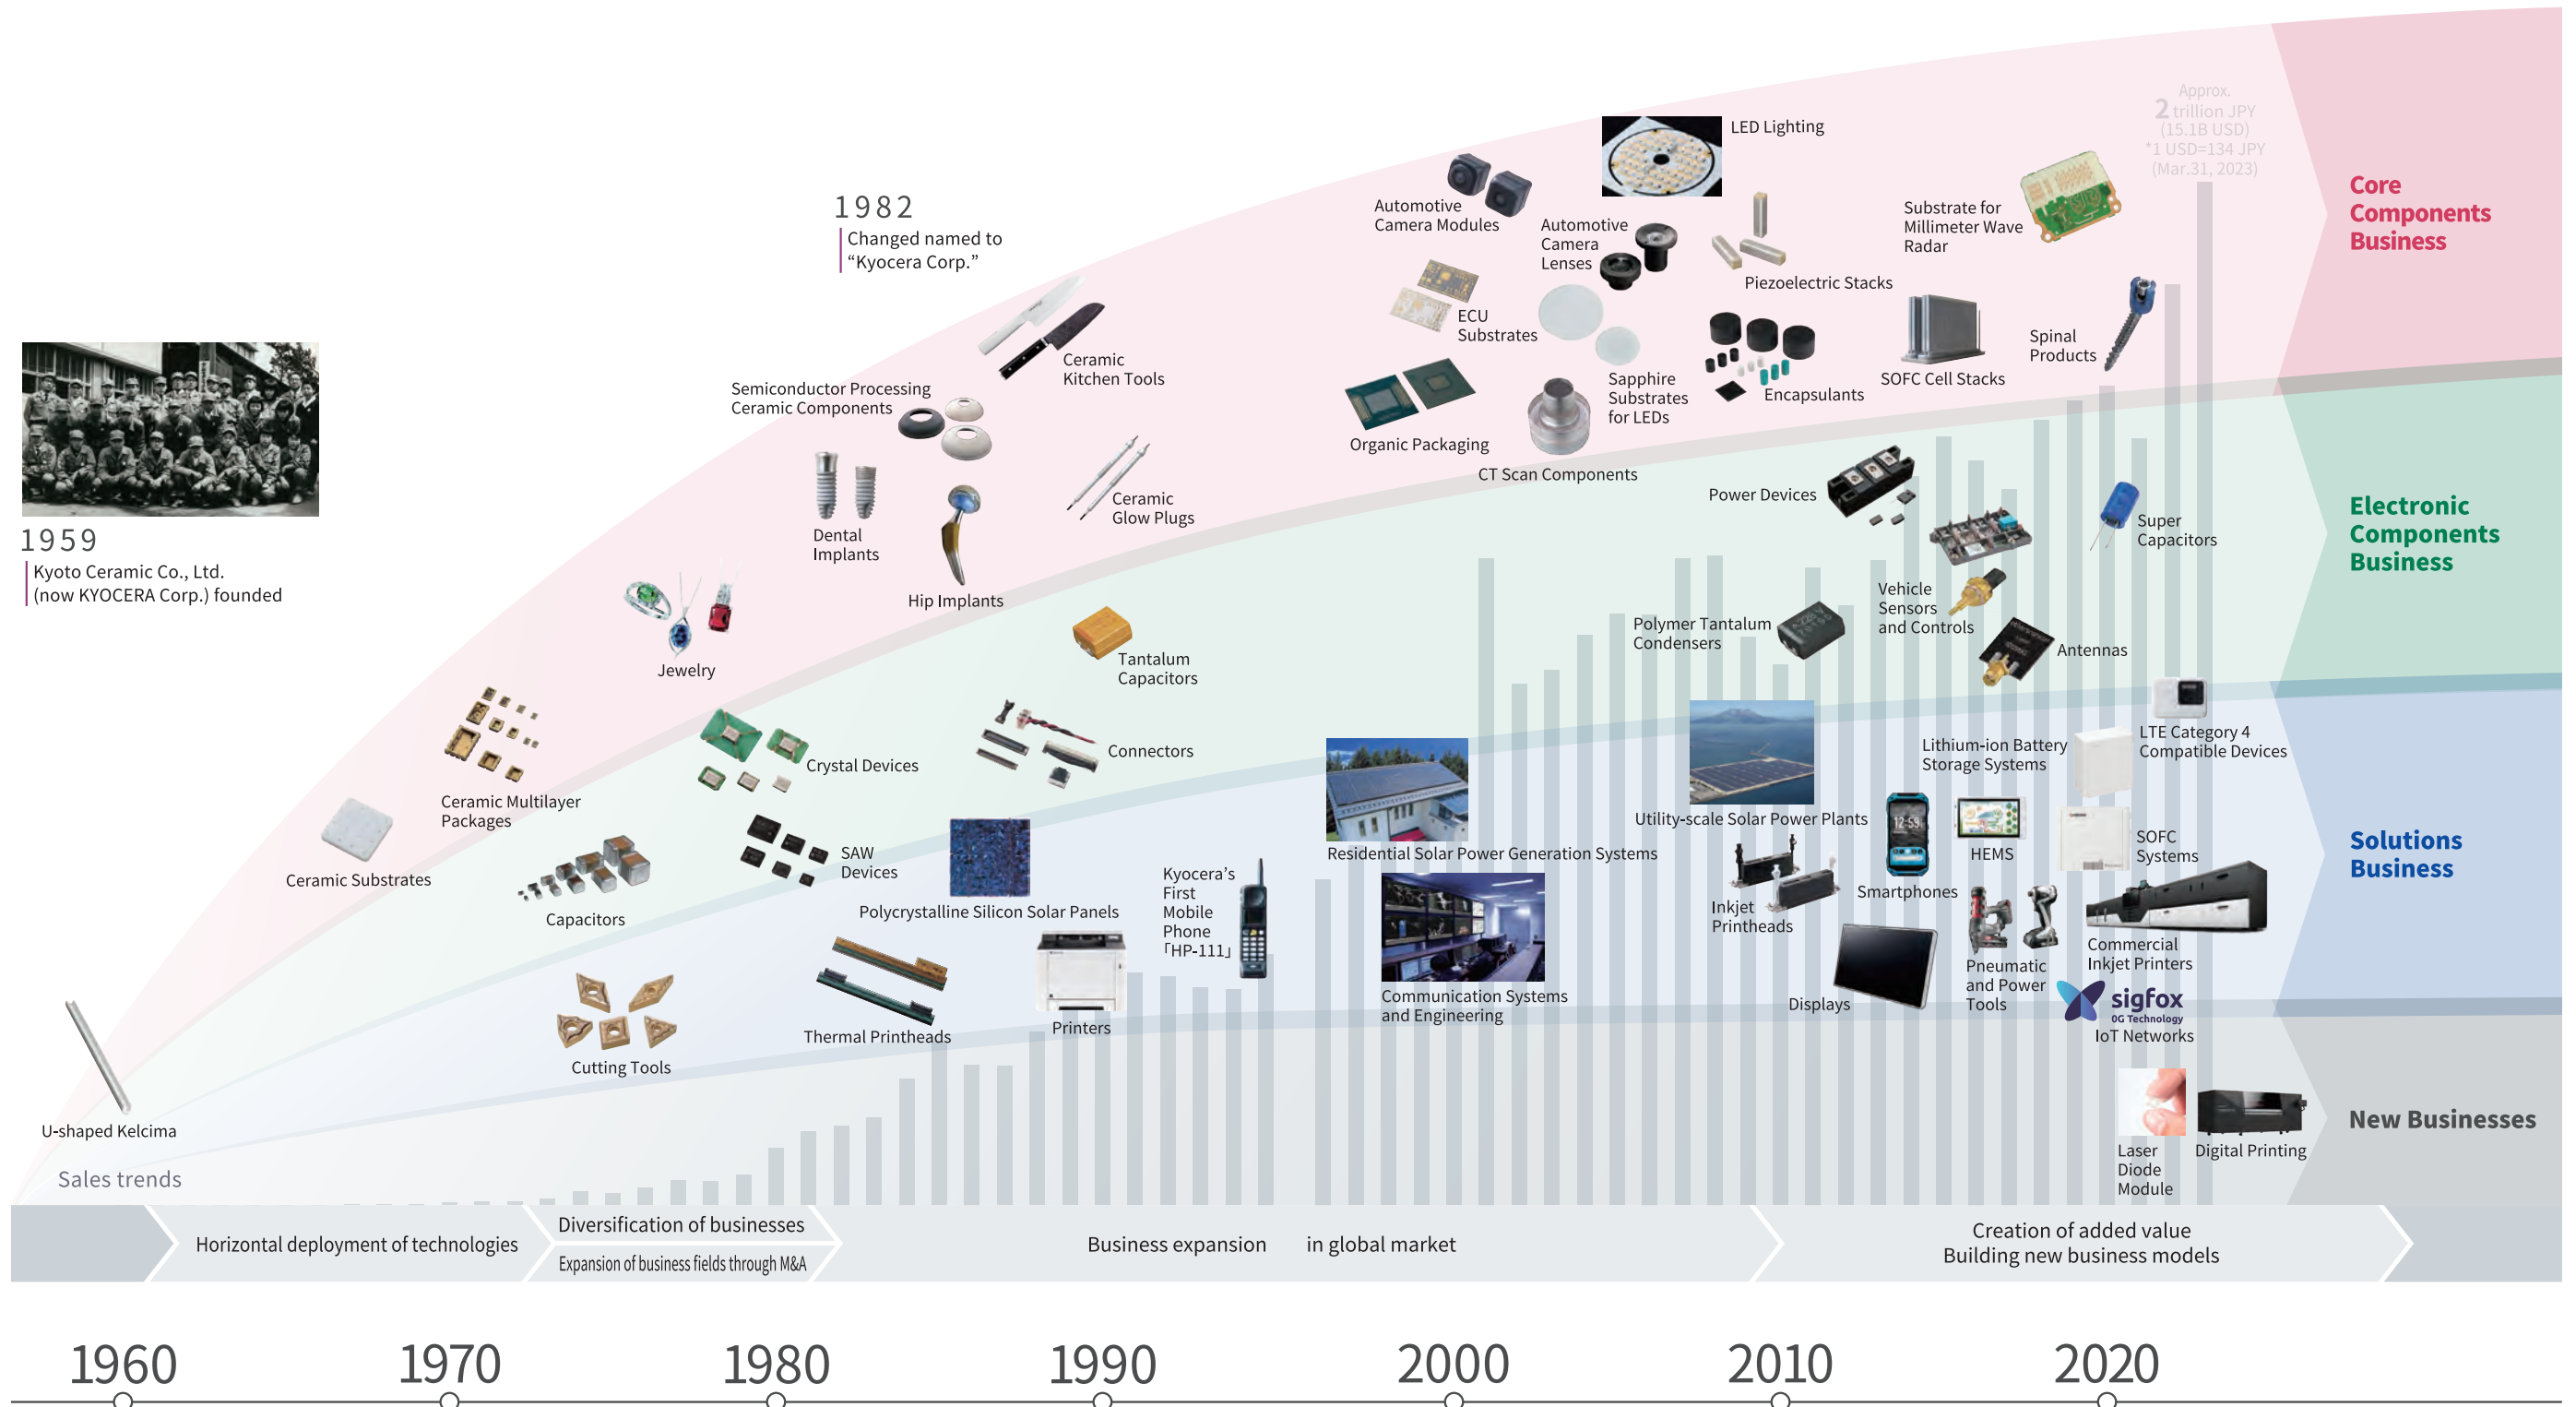 Approx.
2 trillion JPY
(15.1B USD)
*1 USD=134 JPY
(Mar.31, 2023)
LED Lighting
Core
Components
Business
1982
Changed named to
“Kyocera Corp.”
Automotive
Camera Modules
Automotive
Camera
Lenses
Substrate for
Millimeter Wave
Radar
Piezoelectric Stacks
ECU
Substrates
Spinal
Products
Ceramic
Kitchen Tools
Semiconductor Processing
Ceramic Components
Sapphire
Substrates
for LEDs
Encapsulants
SOFC Cell Stacks
Organic Packaging
CT Scan Components
1959
Kyoto Ceramic Co., Ltd.
(now KYOCERA Corp.) founded
Dental
Implants
Ceramic
Glow Plugs
Hip Implants
Jewelry
Power Devices
Super
Capacitors
Electronic
Components
Business
Vehicle
Sensors
and Controls
Polymer Tantalum
Condensers
Antennas
Tantalum
Capacitors
Connectors
Crystal Devices
Ceramic Multilayer
Packages
Ceramic Substrates
Capacitors
SAW
Devices
Lithium-ion Battery
Storage Systems
LTE Category 4
Compatible Devices
Utility-scale Solar Power Plants
Residential Solar Power Generation Systems
12:59
HEMS
SOFC
Systems
Solutions
Business
Polycrystalline Silicon Solar Panels
Kyocera’s
First
Mobile
Phone
「HP-111」
Smartphones
Inkjet
Printheads
Commercial
Inkjet Printers
Pneumatic
and Power
Tools
Displays
Communication Systems
and Engineering
Thermal Printheads
Printers
Cutting Tools
sigfox
0G Technology
IoT Networks
U-shaped Kelcima
Sales trends
New Businesses
Laser
Diode
Module
Digital Printing
Horizontal deployment of technologies
Diversification of businesses
Expansion of business fields through M&A
Business expansion in global market
Creation of added value
Building new business models
1960 1970 1980 1990 2000 2010 2020